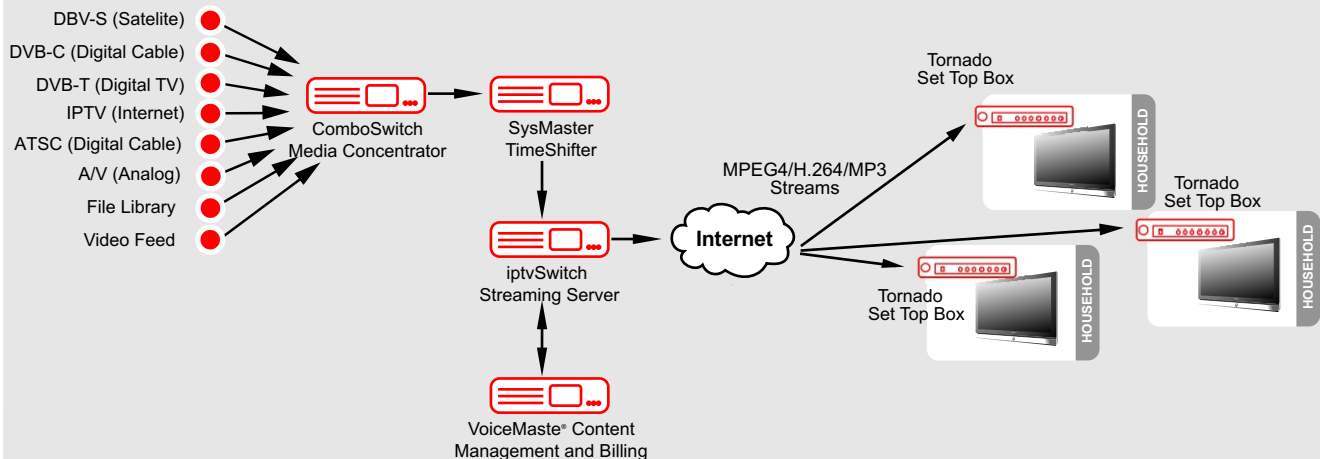 DBV-S (Satelite)
DVB-C (Digital Cable)
DVB-T (Digital TV)
IPTV (Internet)
ATSC (Digital Cable)
A/V (Analog)
File Library
Video Feed
ComboSwitch
Media Concentrator
SysMaster
TimeShifter
iptvSwitch
Streaming Server
VoiceMaste® Content
Management and Billing
Internet
MPEG4/H.264/MP3
Streams
Tornado
Set Top Box
HOUSEHOLD
Tornado
Set Top Box
HOUSEHOLD
Tornado
Set Top Box
HOUSEHOLD